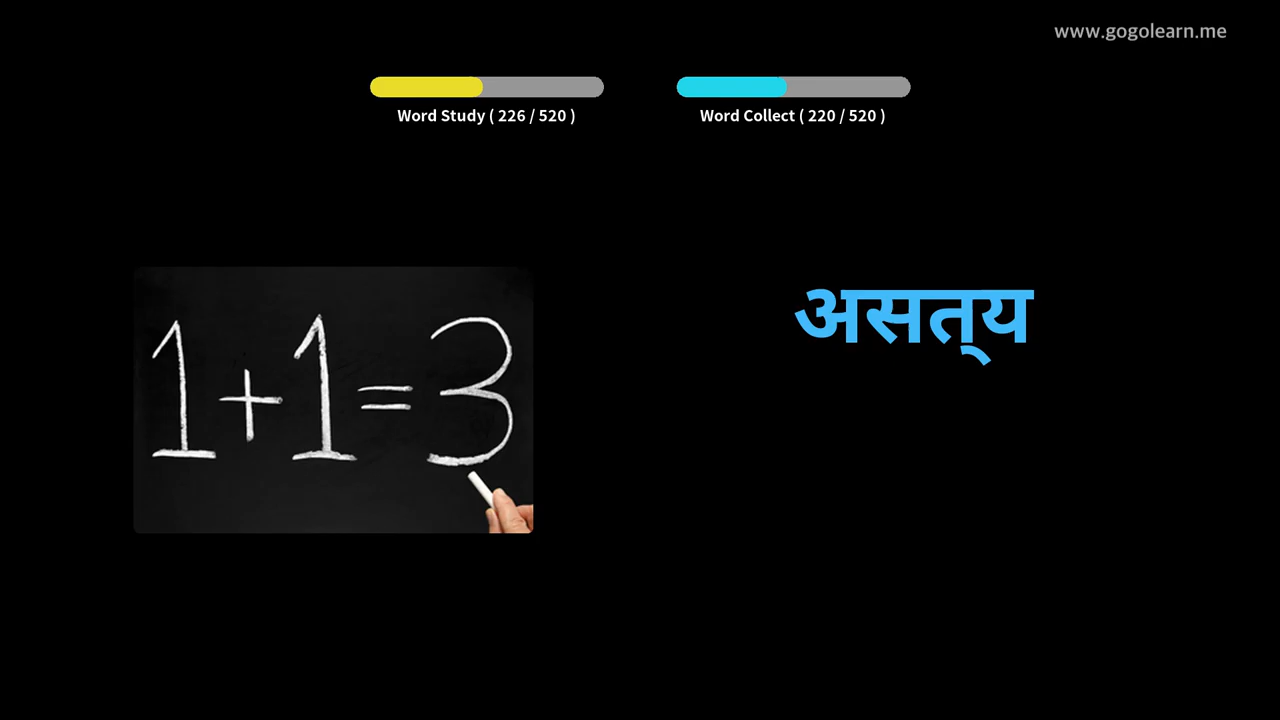 www.gogolearn.me
Word Study ( 226 / 520 )
Word Collect ( 220 / 520 )
असत्‌य
1+1=3